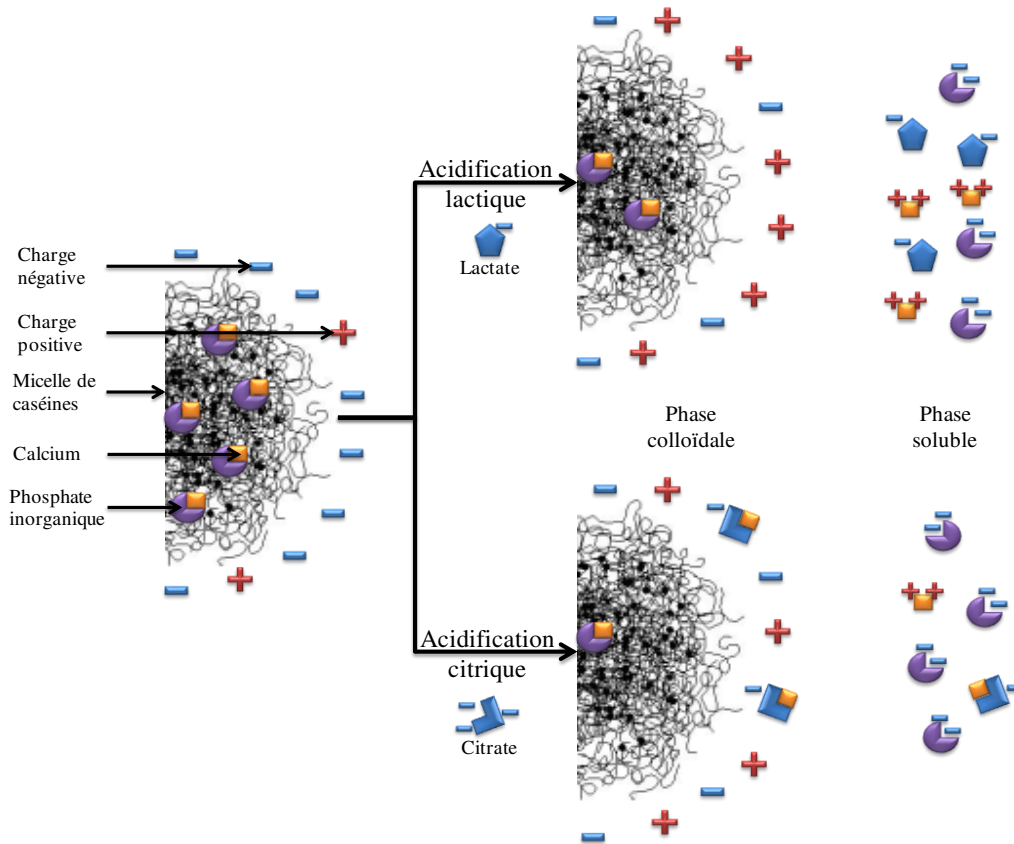 Charge
négative
Charge
positive
Micelle de
caséines
Calcium
Phosphate
inorganique
Acidification
lactique
Lactate
Acidification
citrique
Citrate
Phase
colloïdale
Phase
soluble